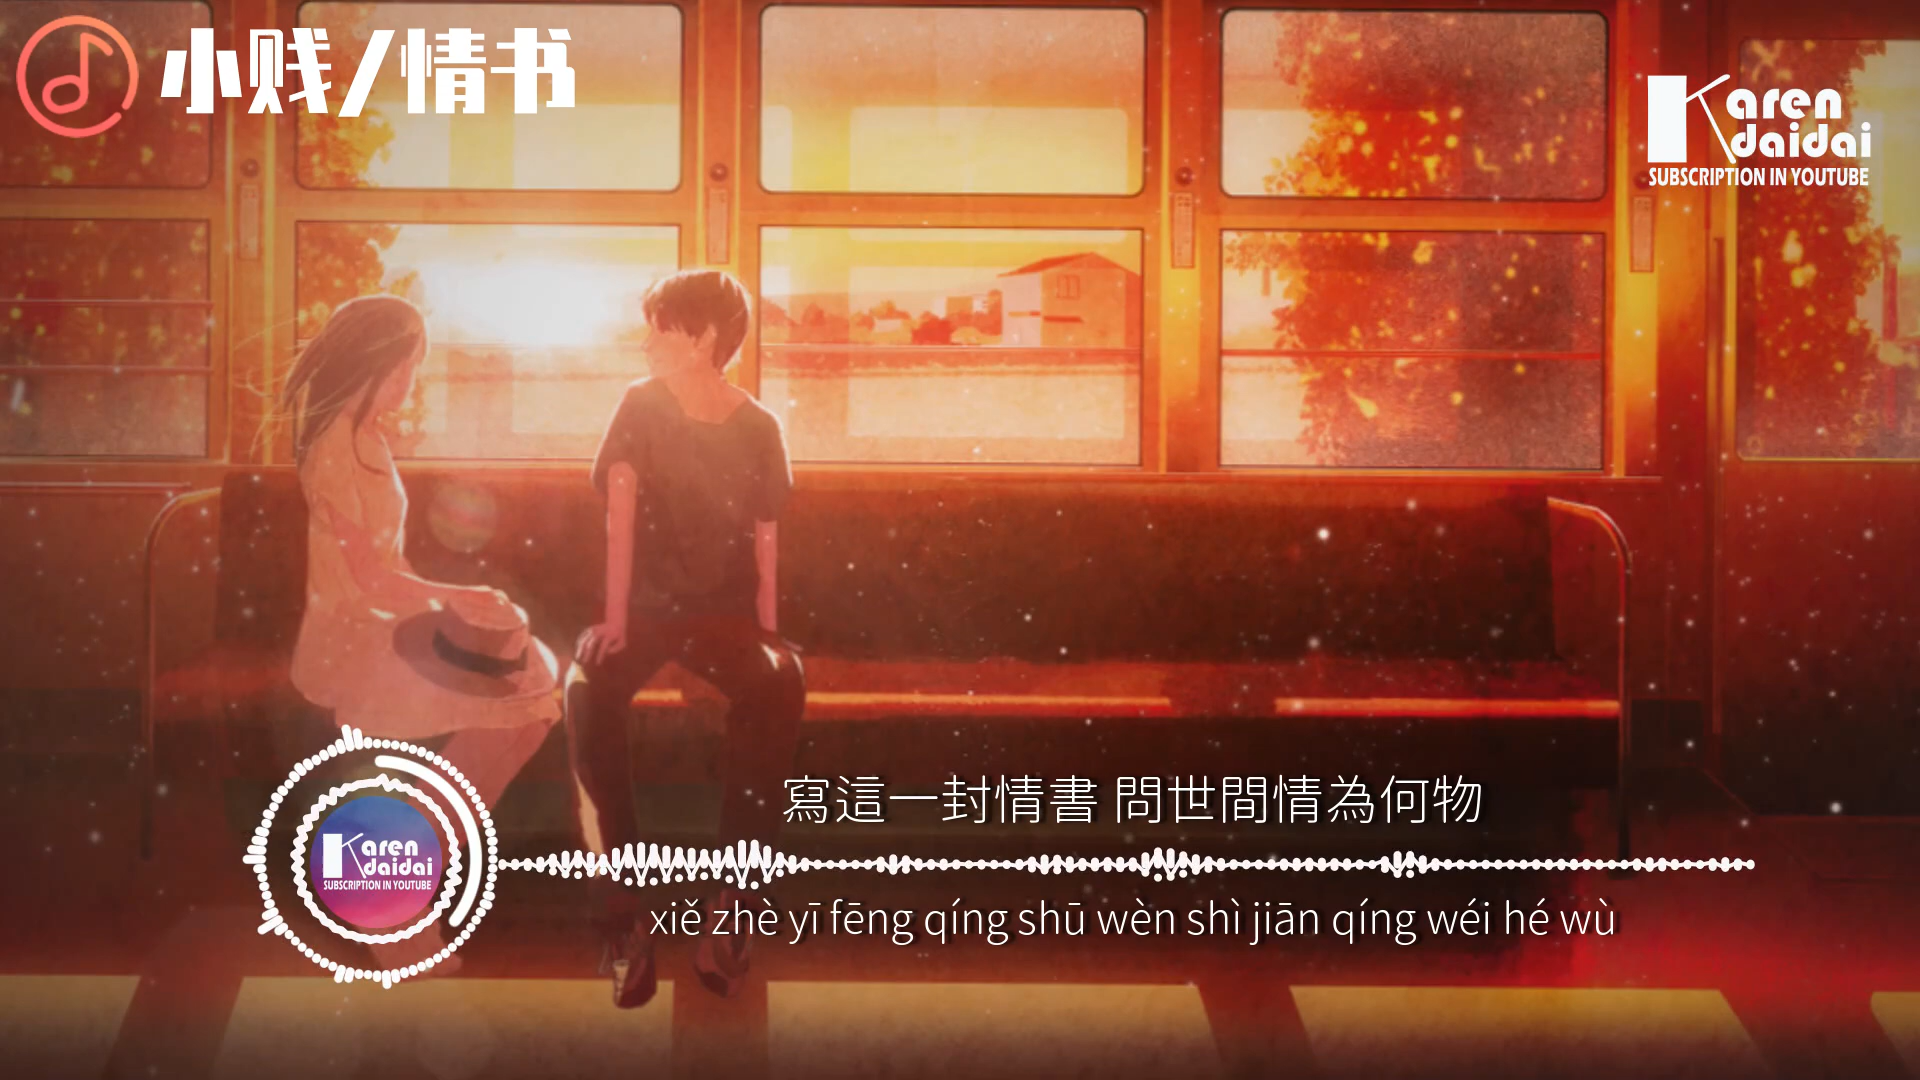 小贱/情书
Karen
daidai
SUBSCRIPTION IN YOUTUBE
寫這一封情書 問世間情為何物
Karen
daidai
SUBSCRIPTION IN YOUTUBE
xiě zhè yī fēng qíng shū wèn shì jiān qíng wéi hé wù